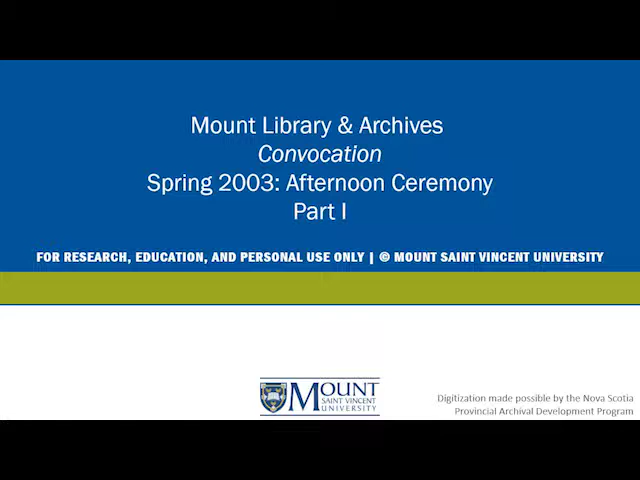 Mount Library & Archives
Convocation
Spring 2003: Afternoon Ceremony
Part I
FOR RESEARCH, EDUCATION, AND PERSONAL USE ONLY | © MOUNT SAINT VINCENT UNIVERSITY
MOUNT
SAINT VINCENT
UNIVERSITY
Digitization made possible by the Nova Scotia
Provincial Archival Development Program